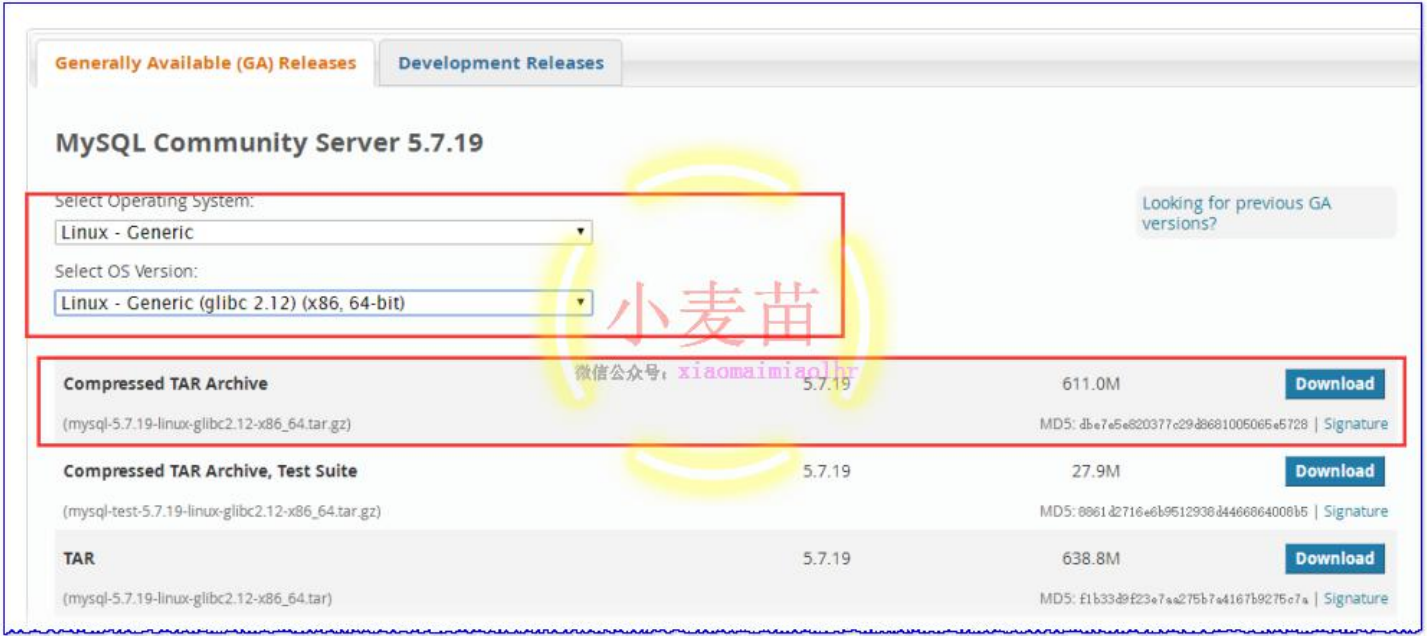 Generally Available (GA) Releases
Development Releases
MySQL Community Server 5.7.19
Select Operating System:
Looking for previous GA
versions?
Linux - Generic
Select OS Version:
Linux - Generic (glibc 2.12) (x86, 64-bit)
小麦苗
微信公众号: xiaomaimiaolhr
Compressed TAR Archive 5.7.19 611.0M Download
(mysql-5.7.19-linux-glibc2.12-x86_64.tar.gz) MD5: dbe7e5e820377c29d8681005065e5728 | Signature
Compressed TAR Archive, Test Suite 5.7.19 27.9M Download
(mysql-test-5.7.19-linux-glibc2.12-x86_64.tar.gz) MD5: 8861d2716e6b9512938d4466864008b5 | Signature
TAR 5.7.19 638.8M Download
(mysql-5.7.19-linux-glibc2.12-x86_64.tar) MD5: f1b33d9f23e7aa275b7a4167b9275c7a | Signature